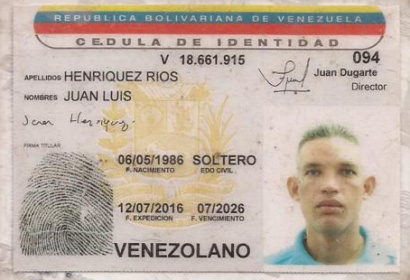 REPUBLICA BOLIVARIANA DE VENEZUELA
CEDULA DE IDENTIDAD
V 18.661.915 094
APELLIDOS HENRIQUEZ RIOS
Juan Dugarte
Director
NOMBRES JUAN LUIS
Juan Henriquez
FIRMA TITULAR
06/05/1986 SOLTERO
F. NACIMIENTO EDO CIVIL
12/07/2016 07/2026
F. EXPEDICION F. VENCIMIENTO
VENEZOLANO